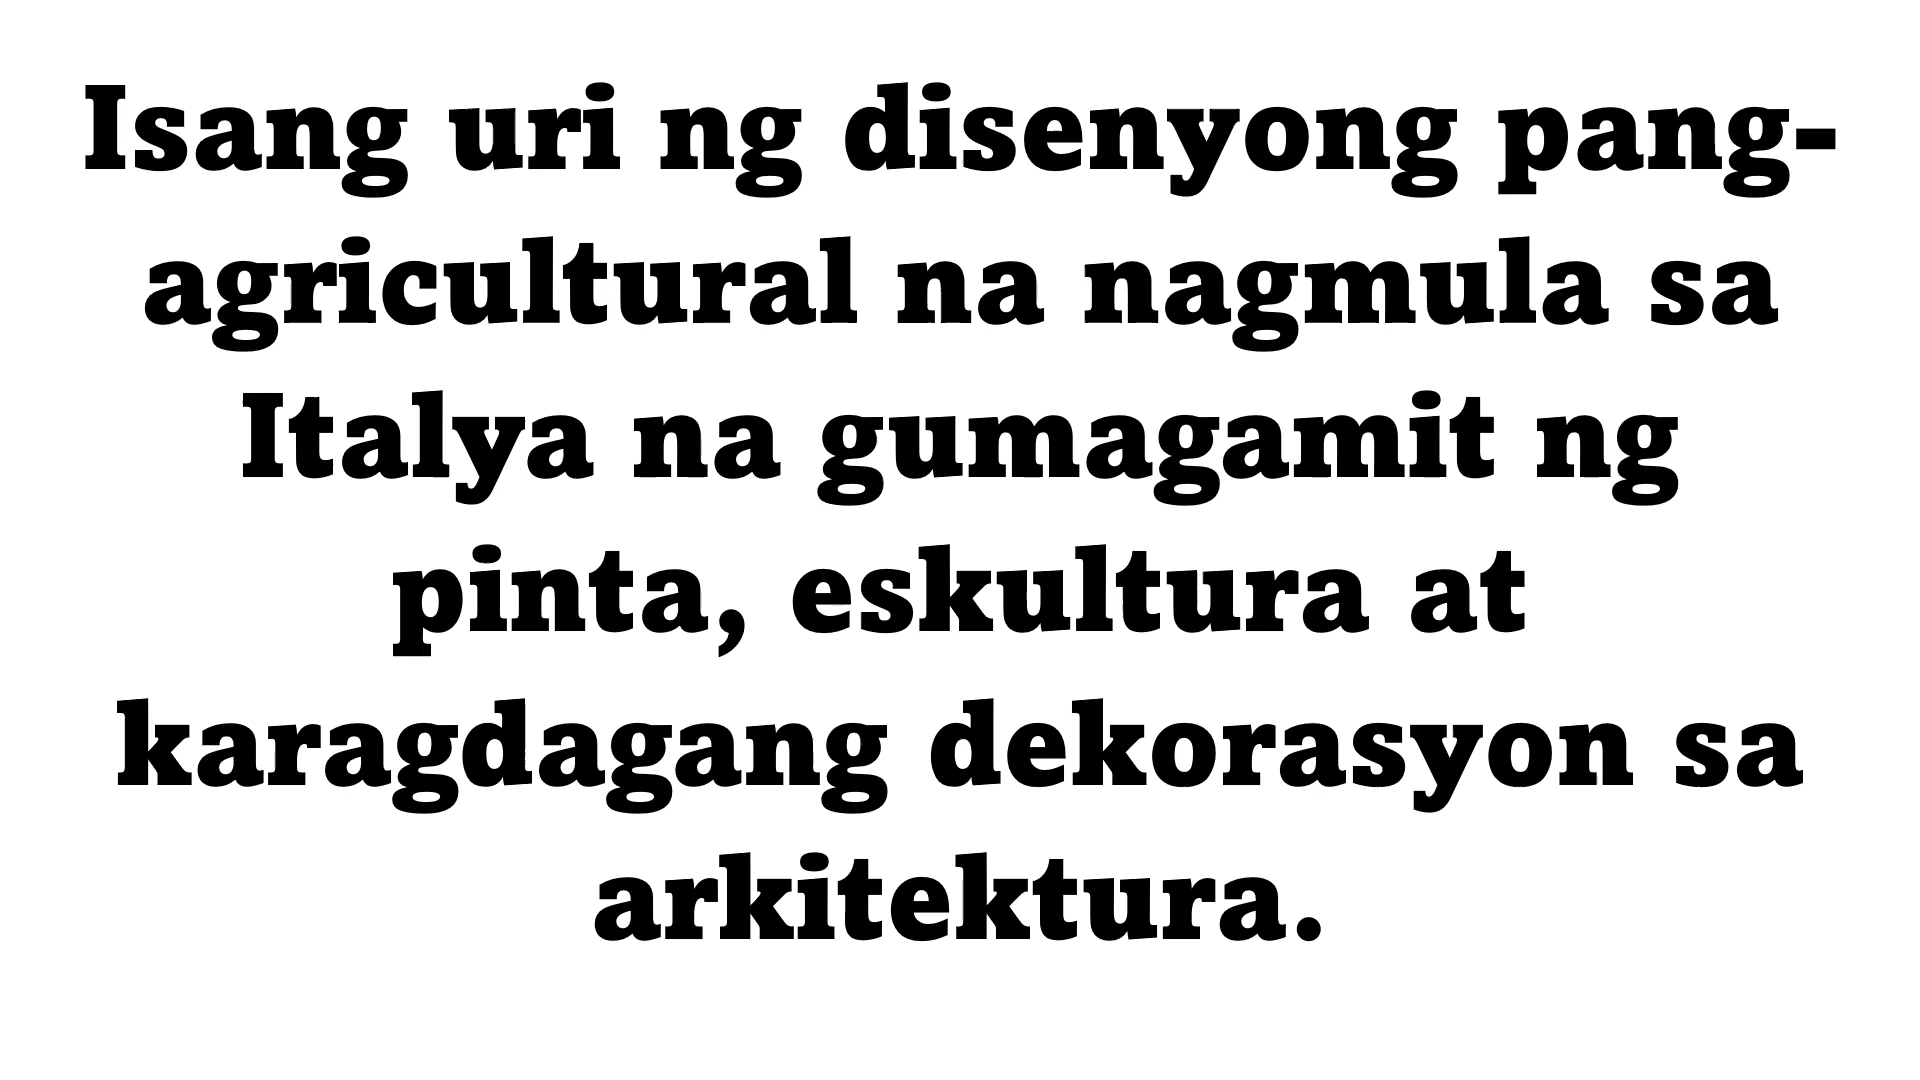 Isang uri ng disenyong pang-
agricultural na nagmula sa
Italya na gumagamit ng
pinta, eskultura at
karagdagang dekorasyon sa
arkitektura.